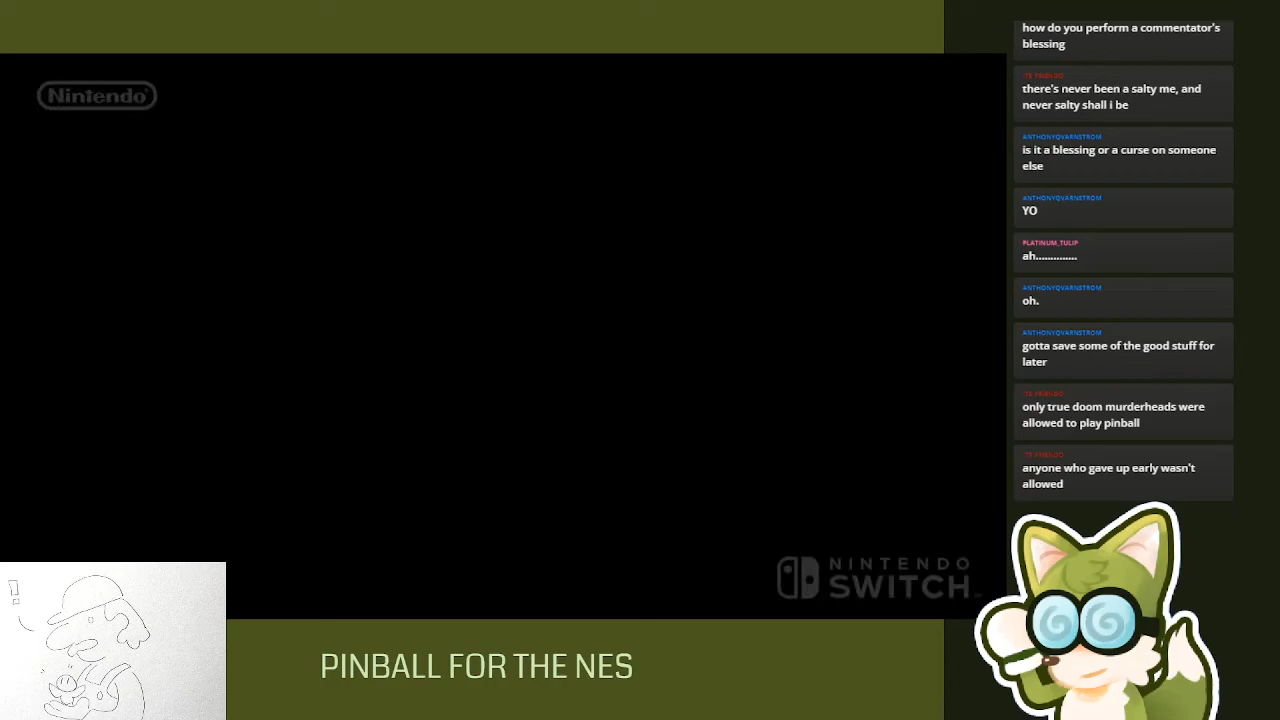 Nintendo
NINTENDO
SWITCH
PINBALL FOR THE NES
how do you perform a commentator's
blessing
there's never been a salty me, and
never salty shall i be
ANTHONYQVARNSTROM
is it a blessing or a curse on someone
else
ANTHONYQVARNSTROM
YO
PLATINUM_TULIP
ah..............
ANTHONYQVARNSTROM
oh.
ANTHONYQVARNSTROM
gotta save some of the good stuff for
later
only true doom murderheads were
allowed to play pinball
anyone who gave up early wasn't
allowed